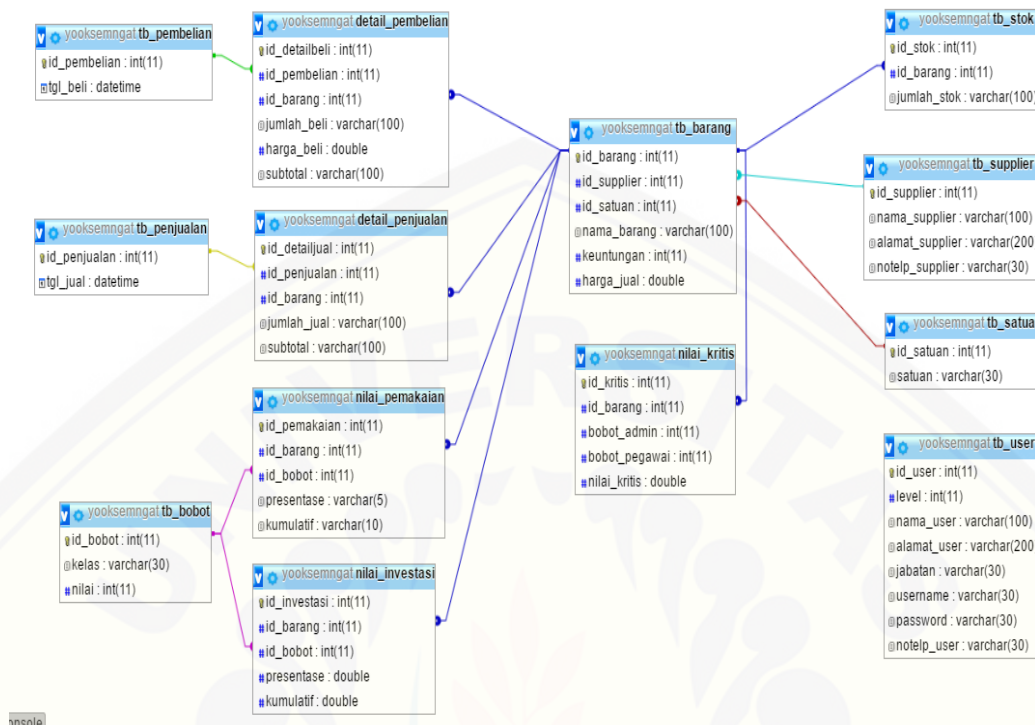 yooksemngat tb_pembelian
id_pembelian : int(11)
tgl_beli : datetime
yooksemngat detail_pembelian
id_detailbeli : int(11)
#id_pembelian : int(11)
#id_barang : int(11)
jumlah_beli : varchar(100)
#harga_beli : double
subtotal : varchar(100)
yooksemngat tb_penjualan
id_penjualan : int(11)
tgl_jual : datetime
yooksemngat detail_penjualan
id_detailjual : int(11)
#id_penjualan : int(11)
#id_barang : int(11)
jumlah_jual : varchar(100)
subtotal : varchar(100)
yooksemngat nilai_pemakaian
id_pemakaian : int(11)
#id_barang : int(11)
#id_bobot : int(11)
presentase : varchar(5)
kumulatif : varchar(10)
yooksemngat tb_bobot
id_bobot : int(11)
kelas : varchar(30)
#nilai : int(11)
yooksemngat nilai_investasi
id_investasi : int(11)
#id_barang : int(11)
#id_bobot : int(11)
#presentase : double
#kumulatif : double
yooksemngat tb_barang
id_barang : int(11)
#id_supplier : int(11)
#id_satuan : int(11)
nama_barang : varchar(100)
#keuntungan : int(11)
#harga_jual : double
yooksemngat nilai_kritis
id_kritis : int(11)
#id_barang : int(11)
#bobot_admin : int(11)
#bobot_pegawai : int(11)
#nilai_kritis : double
yooksemngat tb_stok
id_stok : int(11)
#id_barang : int(11)
jumlah_stok : varchar(100)
yooksemngat tb_supplier
id_supplier : int(11)
nama_supplier : varchar(100)
alamat_supplier : varchar(200
notelp_supplier : varchar(30)
yooksemngat tb_satua
id_satuan : int(11)
satuan : varchar(30)
yooksemngat tb_user
id_user : int(11)
#level : int(11)
nama_user : varchar(100)
alamat_user : varchar(200
jabatan : varchar(30)
username : varchar(30)
password : varchar(30)
notelp_user : varchar(30)
UNIVERSITAS
onsole